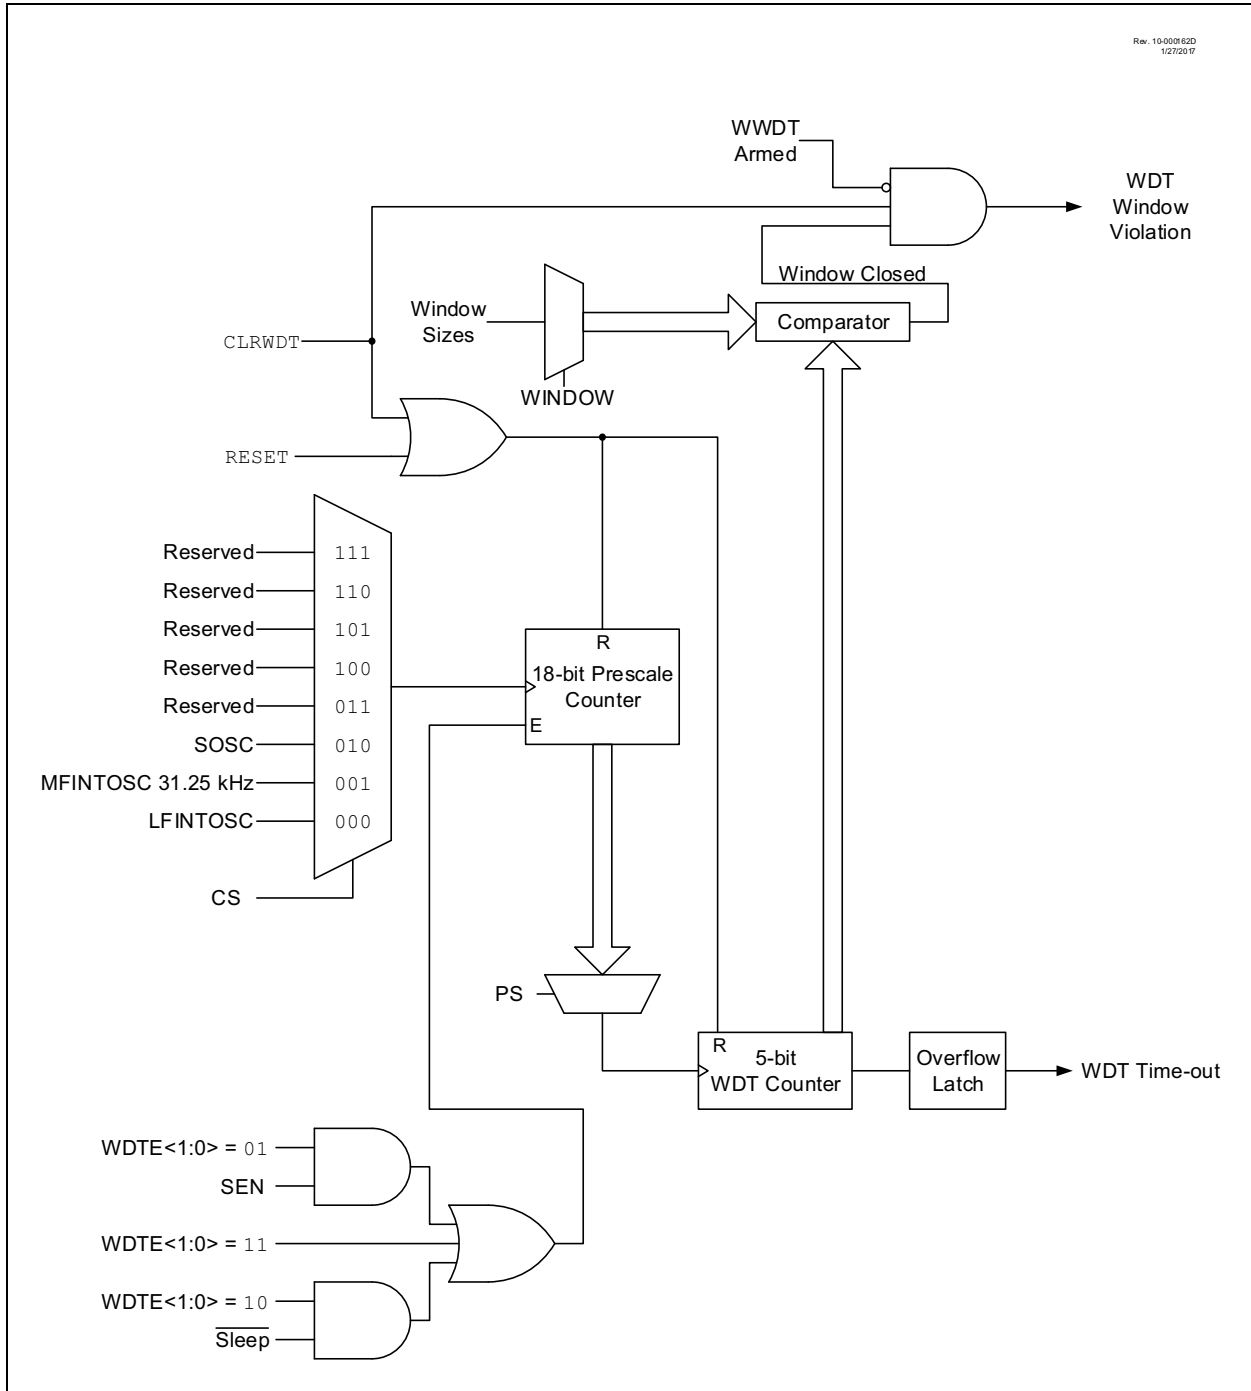 Rev. 10-000162D
1/27/2017
WWDT
Armed
WDT
Window
Violation
Window Closed
Window
Sizes
Comparator
CLRWDT
WINDOW
RESET
Reserved 111
Reserved 110
Reserved 101
Reserved 100
Reserved 011
SOSC 010
MFINTOSC 31.25 kHz 001
LFINTOSC 000
CS
R
18-bit Prescale
Counter
E
PS
R
5-bit
WDT Counter
Overflow
Latch
WDT Time-out
WDTE<1:0> = 01
SEN
WDTE<1:0> = 11
WDTE<1:0> = 10
Sleep